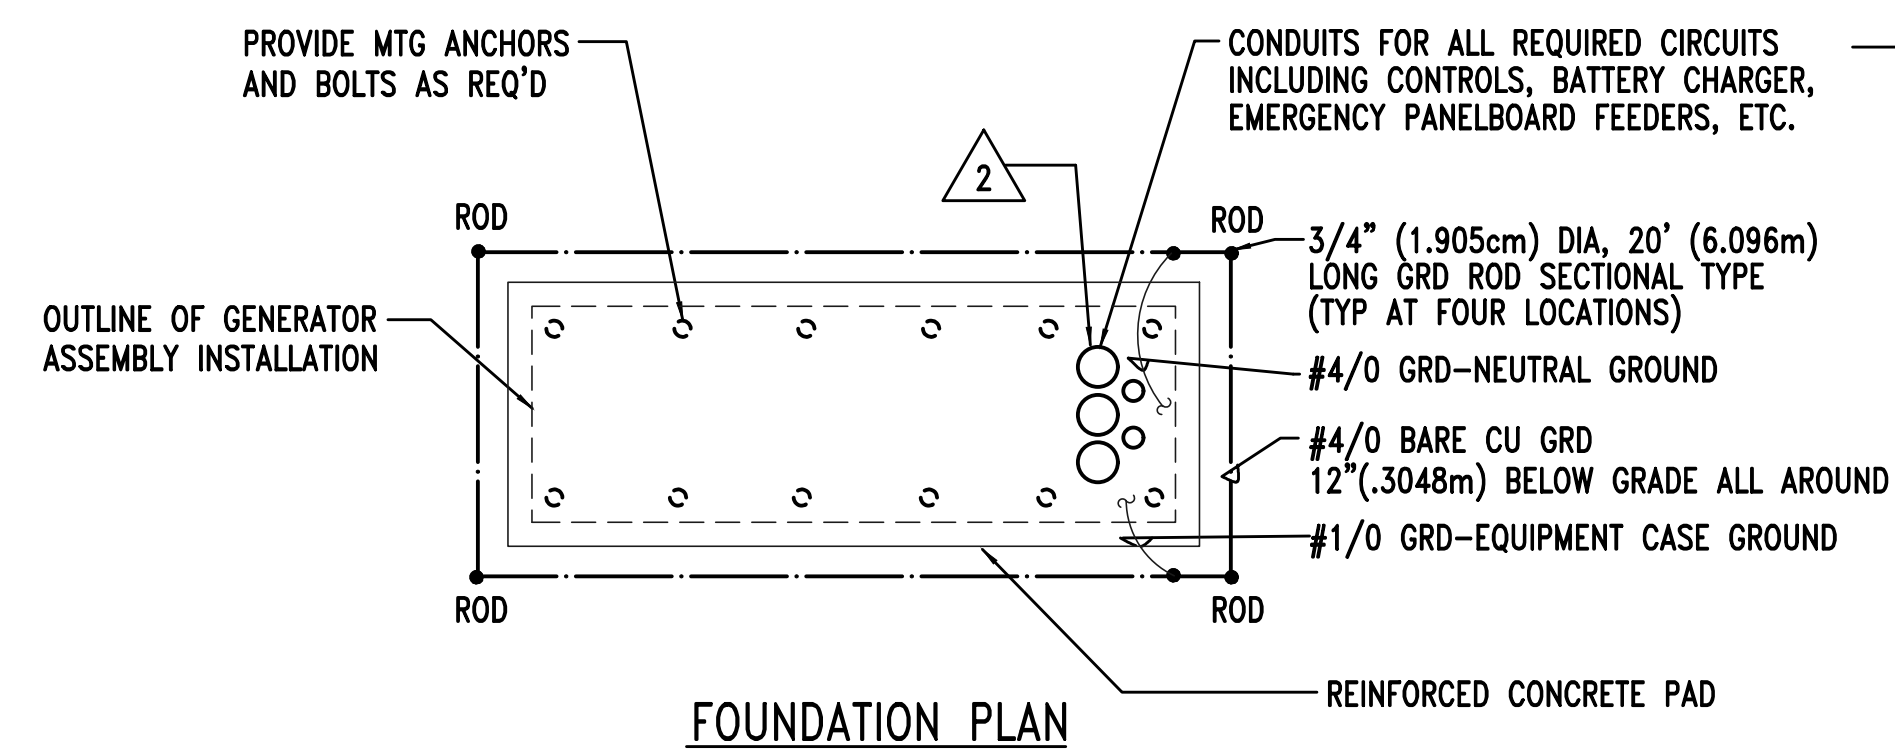 PROVIDE MTG ANCHORS
AND BOLTS AS REQ'D
CONDUITS FOR ALL REQUIRED CIRCUITS
INCLUDING CONTROLS, BATTERY CHARGER,
EMERGENCY PANELBOARD FEEDERS, ETC.
2
ROD
ROD
3/4" (1.905cm) DIA, 20' (6.096m)
LONG GRD ROD SECTIONAL TYPE
(TYP AT FOUR LOCATIONS)
OUTLINE OF GENERATOR
ASSEMBLY INSTALLATION
#4/0 GRD-NEUTRAL GROUND
#4/0 BARE CU GRD
12"(.3048m) BELOW GRADE ALL AROUND
#1/0 GRD-EQUIPMENT CASE GROUND
ROD
ROD
REINFORCED CONCRETE PAD
FOUNDATION PLAN